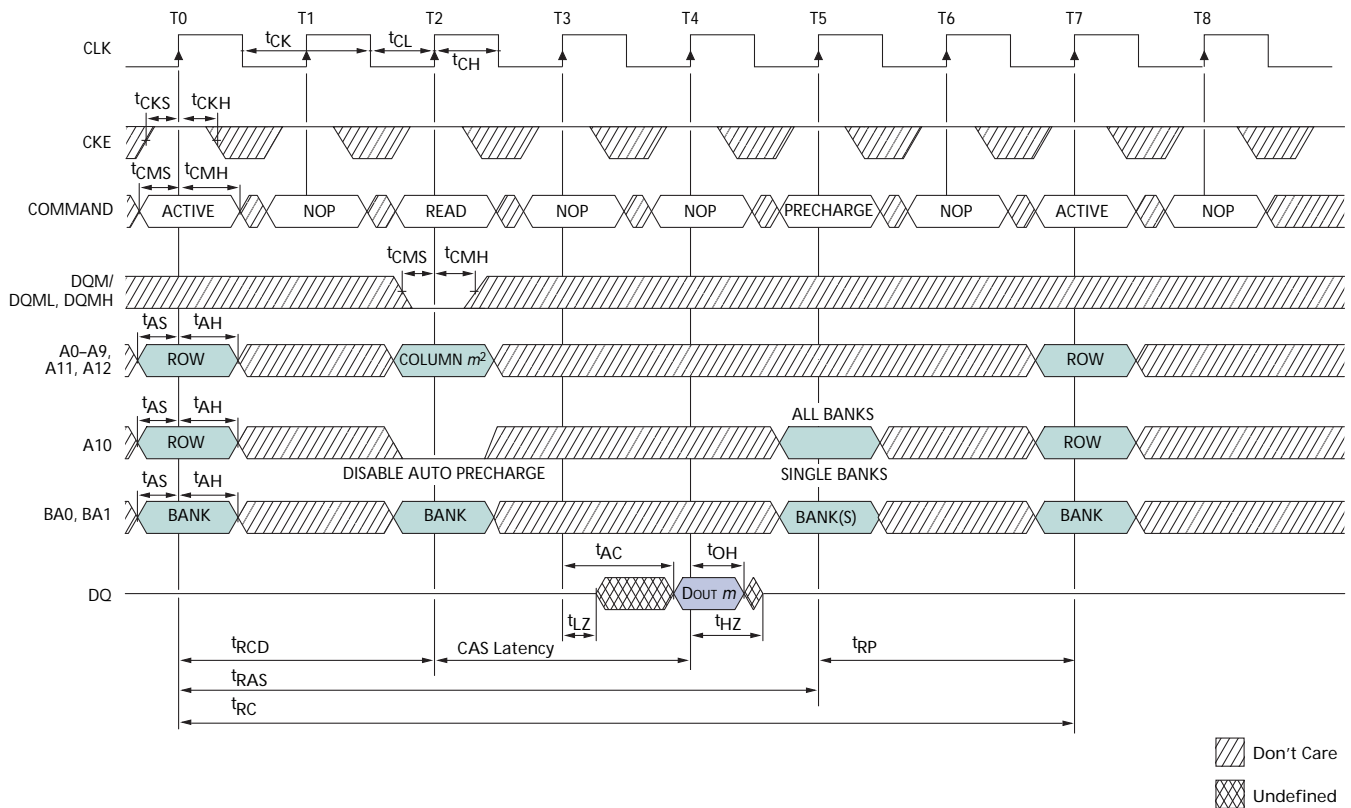 T0 T1 T2 T3 T4 T5 T6 T7 T8
CLK
tCK tCL
tCH
tCKS tCKH
CKE
tCMS tCMH
COMMAND ACTIVE NOP READ NOP NOP PRECHARGE NOP ACTIVE NOP
tCMS tCMH
DQM/
DQML, DQMH
tAS tAH
A0–A9,
A11, A12
ROW COLUMN m² ROW
tAS tAH
ALL BANKS
A10 ROW ROW
DISABLE AUTO PRECHARGE SINGLE BANKS
tAS tAH
BA0, BA1 BANK BANK BANK(S) BANK
tAC tOH
DQ DOUT m
tLZ tHZ
tRCD CAS Latency tRP
tRAS
tRC
Don't Care
Undefined